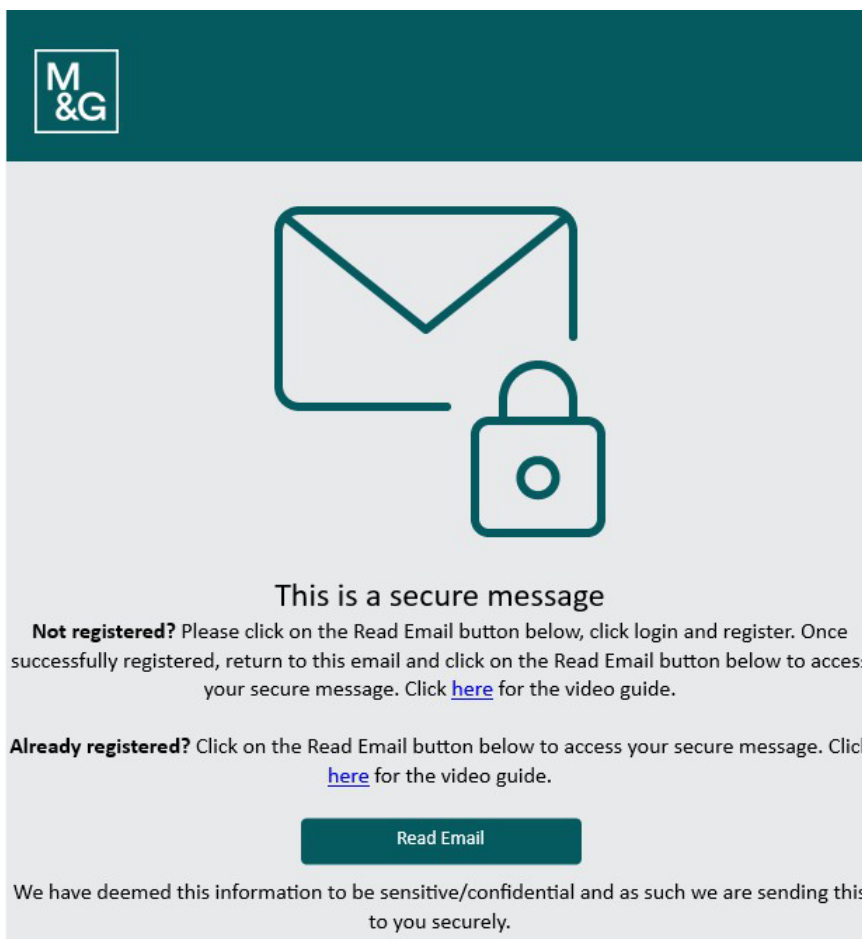 M
&G
This is a secure message
Not registered? Please click on the Read Email button below, click login and register. Once
successfully registered, return to this email and click on the Read Email button below to access
your secure message. Click here for the video guide.
Already registered? Click on the Read Email button below to access your secure message. Click
here for the video guide.
Read Email
We have deemed this information to be sensitive/confidential and as such we are sending this
to you securely.